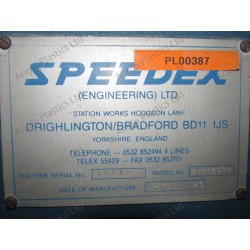 PL00387
SPEEDEX
(ENGINEERING) LTD
STATION WORKS HODGSON LANE
DRIGHLINGTON/BRADFORD BD11 1JS
YORKSHIRE, ENGLAND
TELEPHONE — 0532 852494 4 LINES
TELEX 55429 — FAX 0532 852701
MACHINE SERIAL No.
MODEL No
DATE OF MANUFACTURE